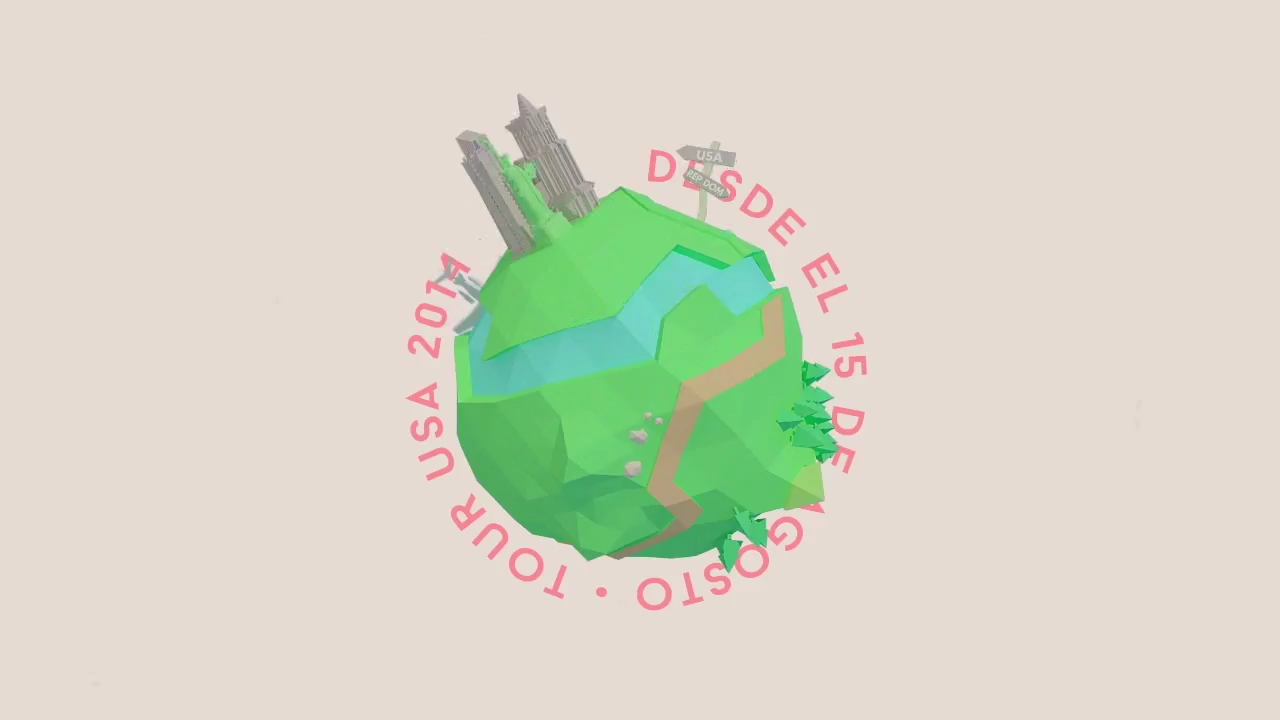 DESDE EL 15 DE AGOSTO • TOUR USA 2014
USA
REP DOM